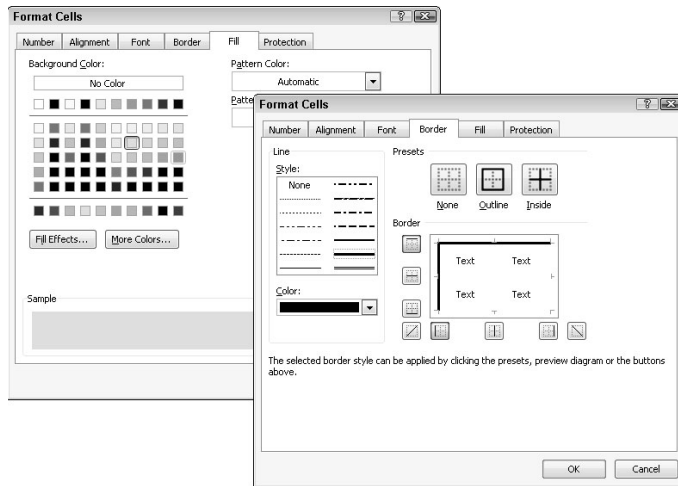 Format Cells
Number Alignment Font Border Fill Protection
Background Color:
No Color
Pattern Color:
Automatic
Fill Effects... More Colors...
Sample
Format Cells
Number Alignment Font Border Fill Protection
Line
Style:
None
Color:
Presets
None Outline Inside
Border
Text Text
Text Text
The selected border style can be applied by clicking the presets, preview diagram or the buttons
above.
OK Cancel